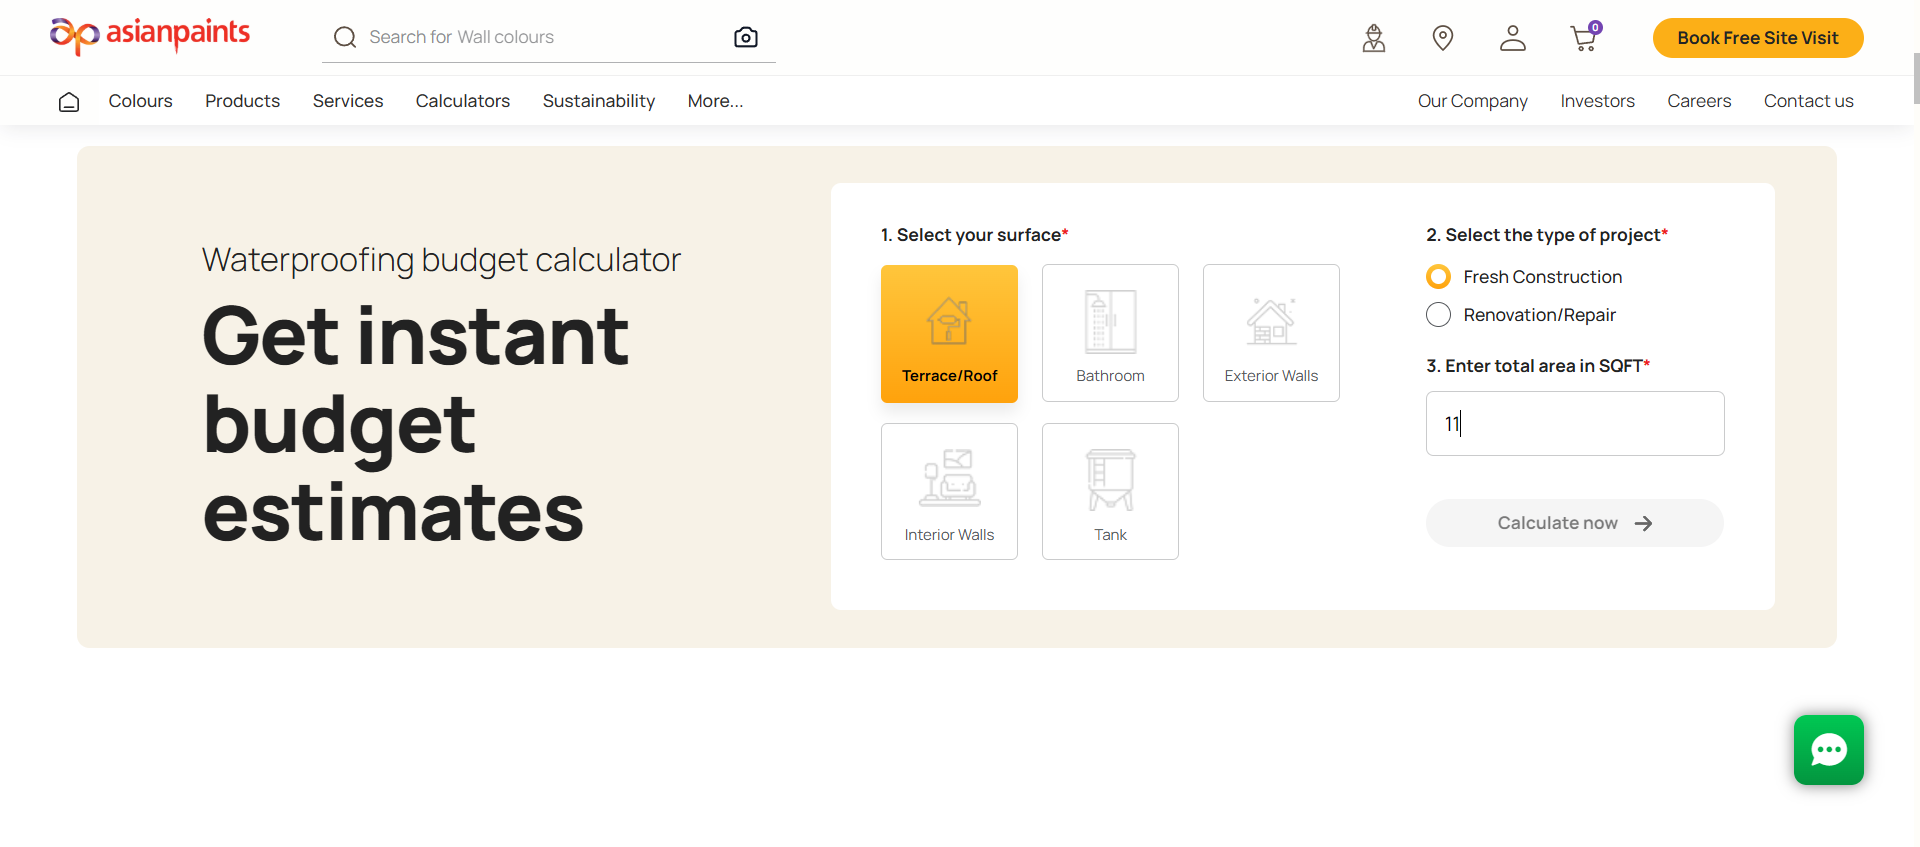 asianpaints
Search for Wall colours
0
Book Free Site Visit
Colours
Products
Services
Calculators
Sustainability
More...
Our Company
Investors
Careers
Contact us
Waterproofing budget calculator
Get instant
budget
estimates
1. Select your surface*
Terrace/Roof
Bathroom
Exterior Walls
Interior Walls
Tank
2. Select the type of project*
Fresh Construction
Renovation/Repair
3. Enter total area in SQFT*
11
Calculate now